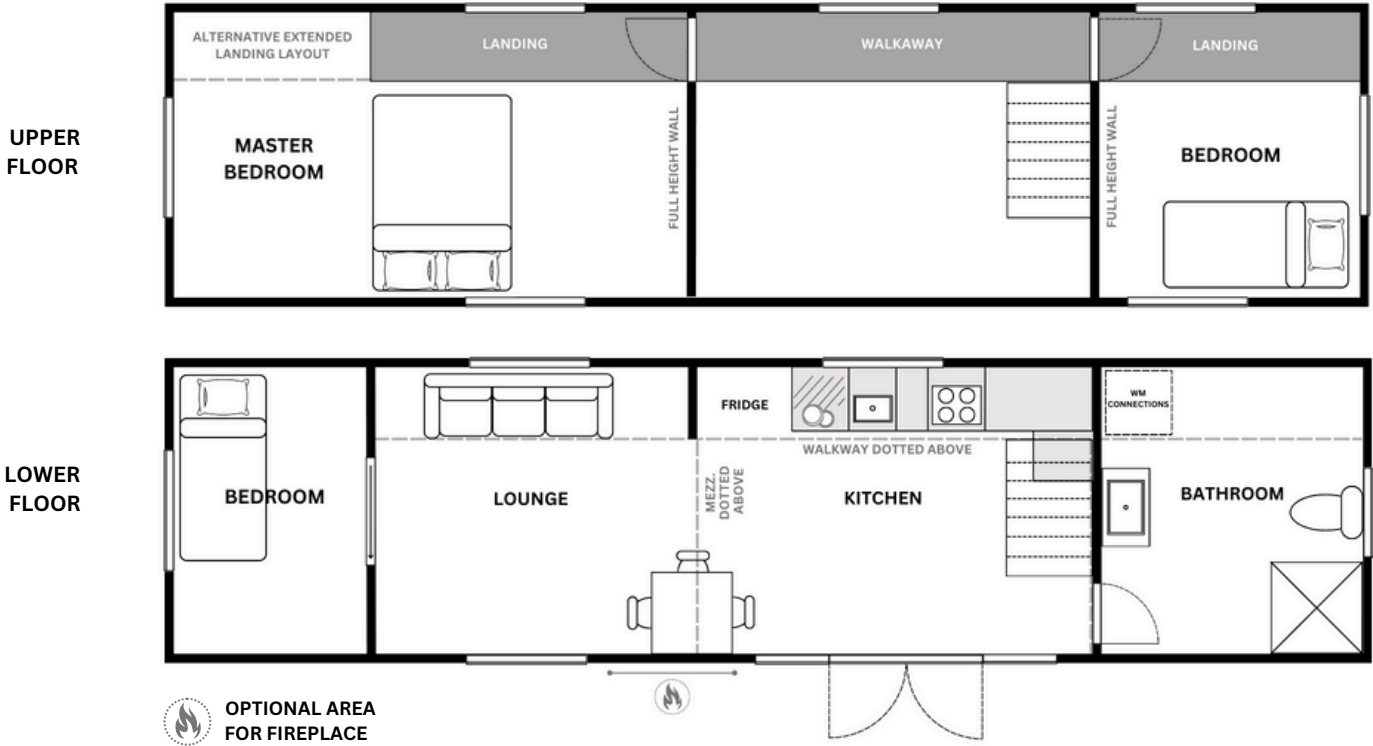 UPPER
FLOOR
ALTERNATIVE EXTENDED
LANDING LAYOUT
LANDING
WALKAWAY
LANDING
MASTER
BEDROOM
FULL HEIGHT WALL
FULL HEIGHT WALL
BEDROOM
LOWER
FLOOR
BEDROOM
LOUNGE
FRIDGE
WALKWAY DOTTED ABOVE
MEZZ.
DOTTED
ABOVE
KITCHEN
WM
CONNECTIONS
BATHROOM
OPTIONAL AREA
FOR FIREPLACE